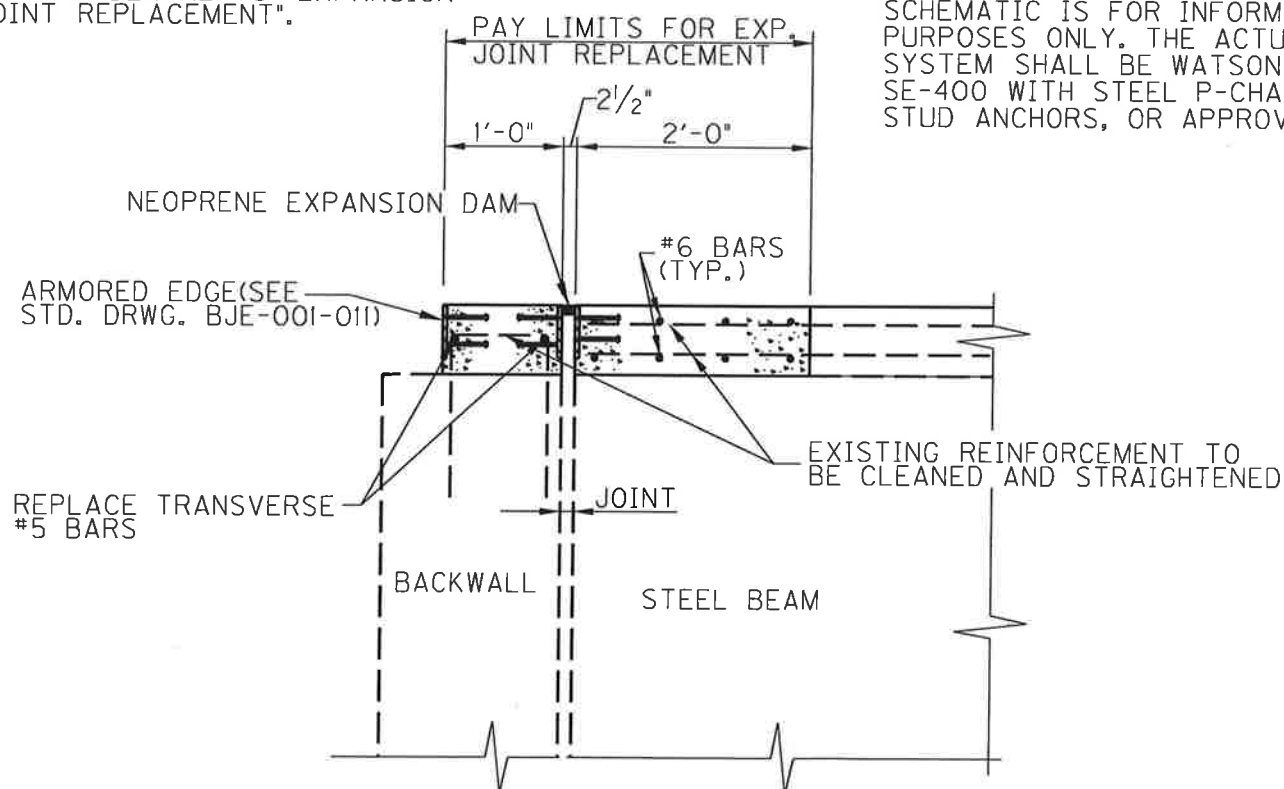 JOINT REPLACEMENT".
PAY LIMITS FOR EXP.
JOINT REPLACEMENT
SCHEMATIC IS FOR INFORM
PURPOSES ONLY. THE ACTU
SYSTEM SHALL BE WATSON
SE-400 WITH STEEL P-CHA
STUD ANCHORS, OR APPROV
2½"
1'-0"
2'-0"
NEOPRENE EXPANSION DAM
#6 BARS
(TYP.)
ARMORED EDGE(SEE
STD. DRWG. BJE-001-011)
EXISTING REINFORCEMENT TO
BE CLEANED AND STRAIGHTENED
REPLACE TRANSVERSE
#5 BARS
JOINT
BACKWALL
STEEL BEAM